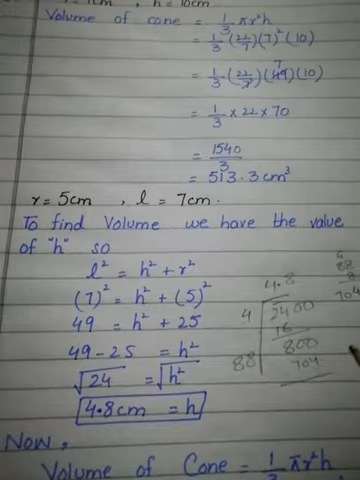 h = 10cm
Volume of cone = 1/3 πr²h
= 1/3 (22/7) (7)² (10)
= 1/3 (22/7) (49) 7 (10)
= 1/3 × 22 × 70
= 1540/3
= 513.3 cm³
r = 5cm , l = 7cm.
To find Volume we have the value
of "h" so
l² = h² + r²
(7)² = h² + (5)²
49 = h² + 25
49 - 25 = h²
√24 = √h²
4.8cm = h
4.8
4 2400
16
88 800
704
6
88
8
704
Now,
Volume of Cone = 1/3 πr²h